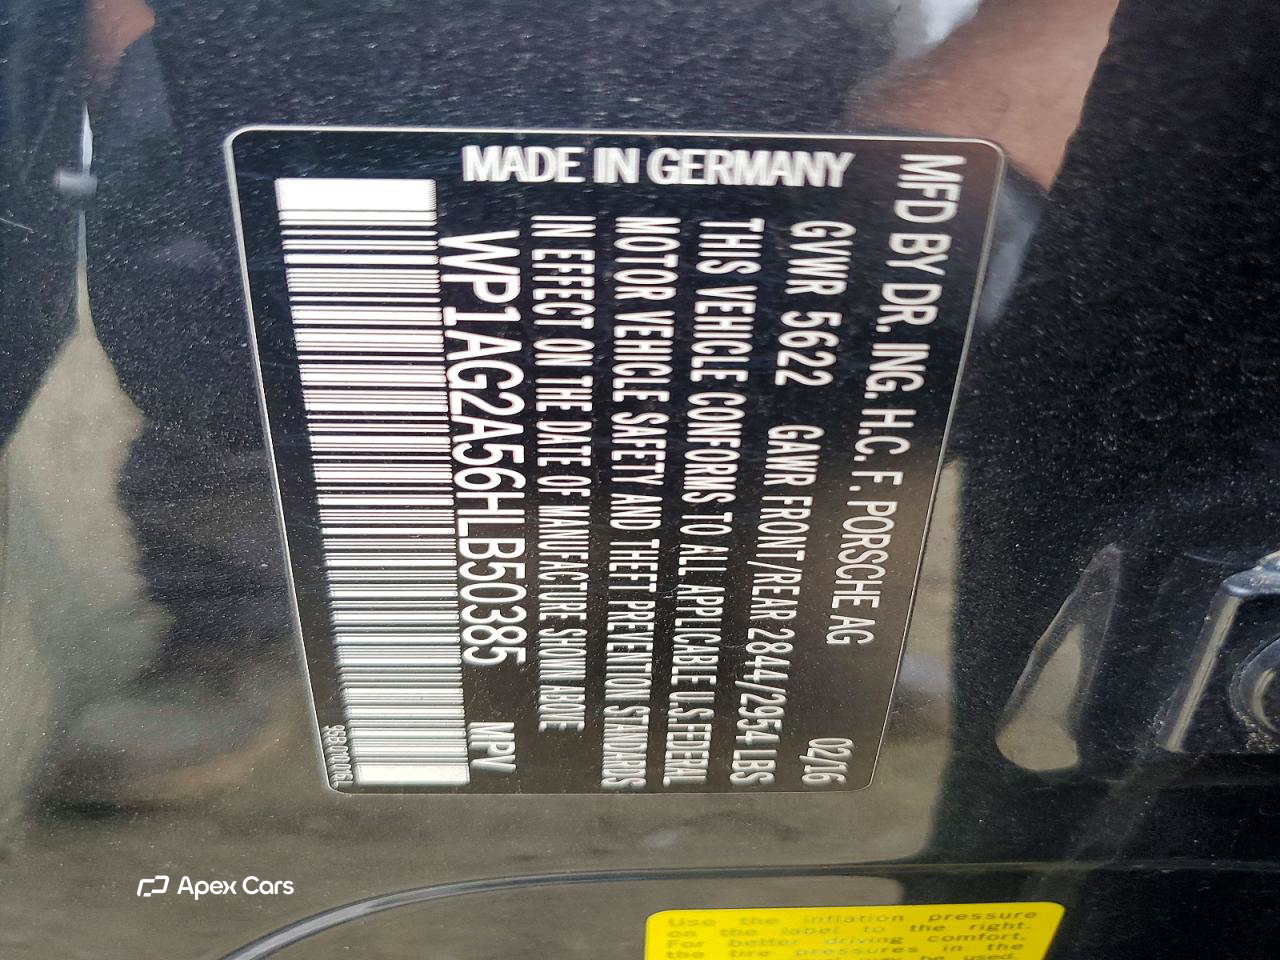 MFD BY DR. ING. H.C. F. PORSCHE AG
02/16
GVWR 5622 GAWR FRONT/REAR 2844/2954 LBS
THIS VEHICLE CONFORMS TO ALL APPLICABLE U.S.FEDERAL
MOTOR VEHICLE SAFETY AND THEFT PREVENTION STANDARDS
IN EFFECT ON THE DATE OF MANUFACTURE SHOWN ABOVE
WP1AG2A56HLB50385 MPV
MADE IN GERMANY
Apex Cars
Use the inflation pressure
on the label to the right.
For better driving comfort,
the tire pressures in the
may be used.